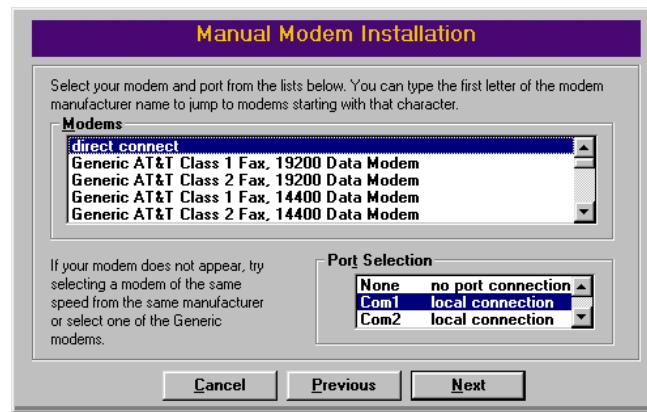 Manual Modem Installation
Select your modem and port from the lists below. You can type the first letter of the modem
manufacturer name to jump to modems starting with that character.
Modems
direct connect
Generic AT&T Class 1 Fax, 19200 Data Modem
Generic AT&T Class 2 Fax, 19200 Data Modem
Generic AT&T Class 1 Fax, 14400 Data Modem
Generic AT&T Class 2 Fax, 14400 Data Modem
If your modem does not appear, try
selecting a modem of the same
speed from the same manufacturer
or select one of the Generic
modems.
Port Selection
None no port connection
Com1 local connection
Com2 local connection
Cancel Previous Next